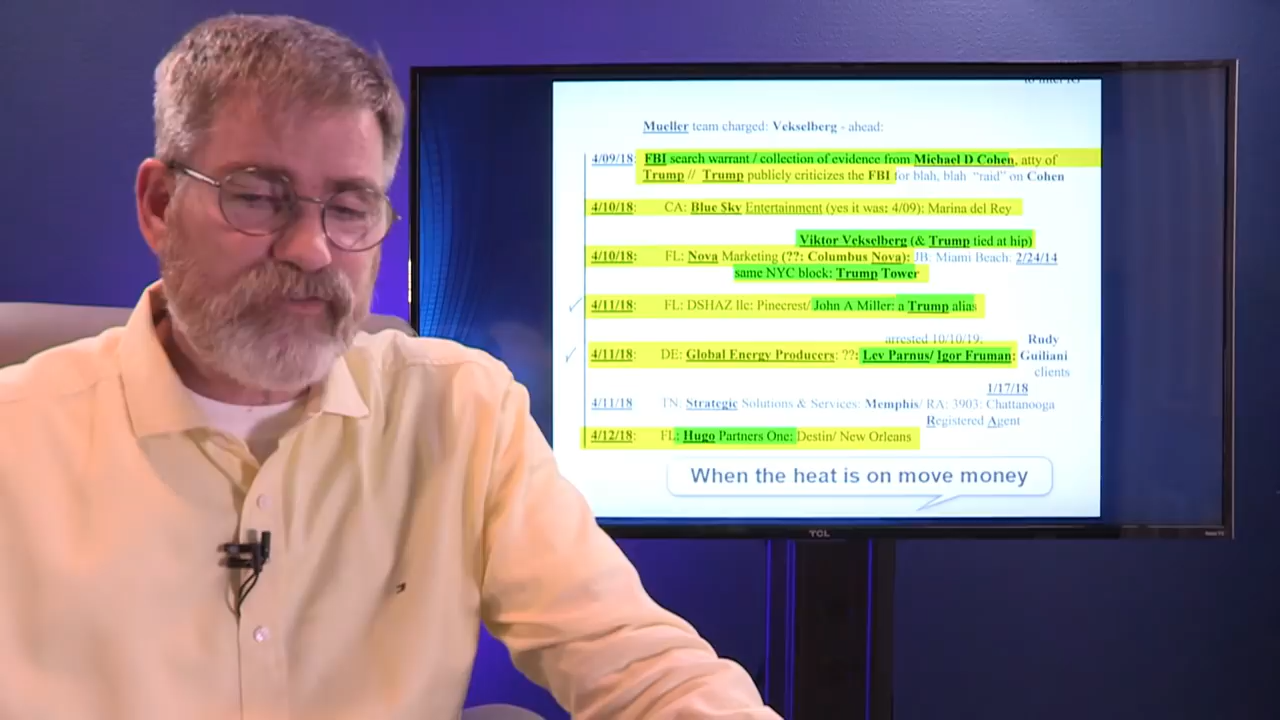 Mueller team charged: Vekselberg - ahead:
4/09/18: FBI search warrant / collection of evidence from Michael D Cohen, atty of
Trump // Trump publicly criticizes the FBI for blah, blah "raid" on Cohen
4/10/18: CA: Blue Sky Entertainment (yes it was: 4/09): Marina del Rey
Viktor Vekselberg (& Trump tied at hip)
4/10/18: FL: Nova Marketing (??: Columbus Nova): JB: Miami Beach: 2/24/14
same NYC block: Trump Tower
4/11/18: FL: DSHAZ llc: Pinecrest/ John A Miller: a Trump alias
arrested 10/10/19: Rudy
4/11/18: DE: Global Energy Producers: ??: Lev Parnus/ Igor Fruman: Guiliani
clients
1/17/18
4/11/18 TN: Strategic Solutions & Services: Memphis/ RA: 3903: Chattanooga
Registered Agent
4/12/18: FL: Hugo Partners One: Destin/ New Orleans
When the heat is on move money
TCL